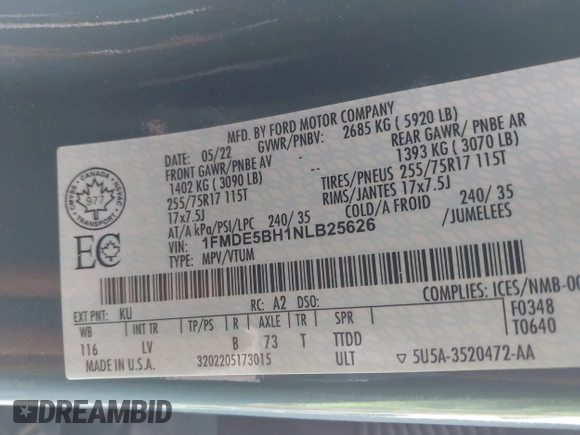 MFD. BY FORD MOTOR COMPANY
DATE: 05/22 GVWR/PNBV: 2685 KG ( 5920 LB)
FRONT GAWR/PNBE AV -- REAR GAWR/ PNBE AR
1402 KG ( 3090 LB) -- 1393 KG ( 3070 LB)
255/75R17 115T TIRES/PNEUS 255/75R17 115T
17x7.5J RIMS/JANTES 17x7.5J
AT/A kPa/PSI/LPC 240/ 35 COLD/A FROID 240/ 35
VIN: 1FMDE5BH1NLB25626 /JUMELEES
TYPE: MPV/VTUM
CANADA
977
TRANSPORT
EC
EXT PNT: KU RC: A2 DSO: COMPLIES: ICES/NMB-00
WB INT TR TP/PS R AXLE TR SPR F0348
116 LV B 73 T TTDD T0640
MADE IN U.S.A. 3202205173015 ULT ▽ 5U5A-3520472-AA
DREAMBID